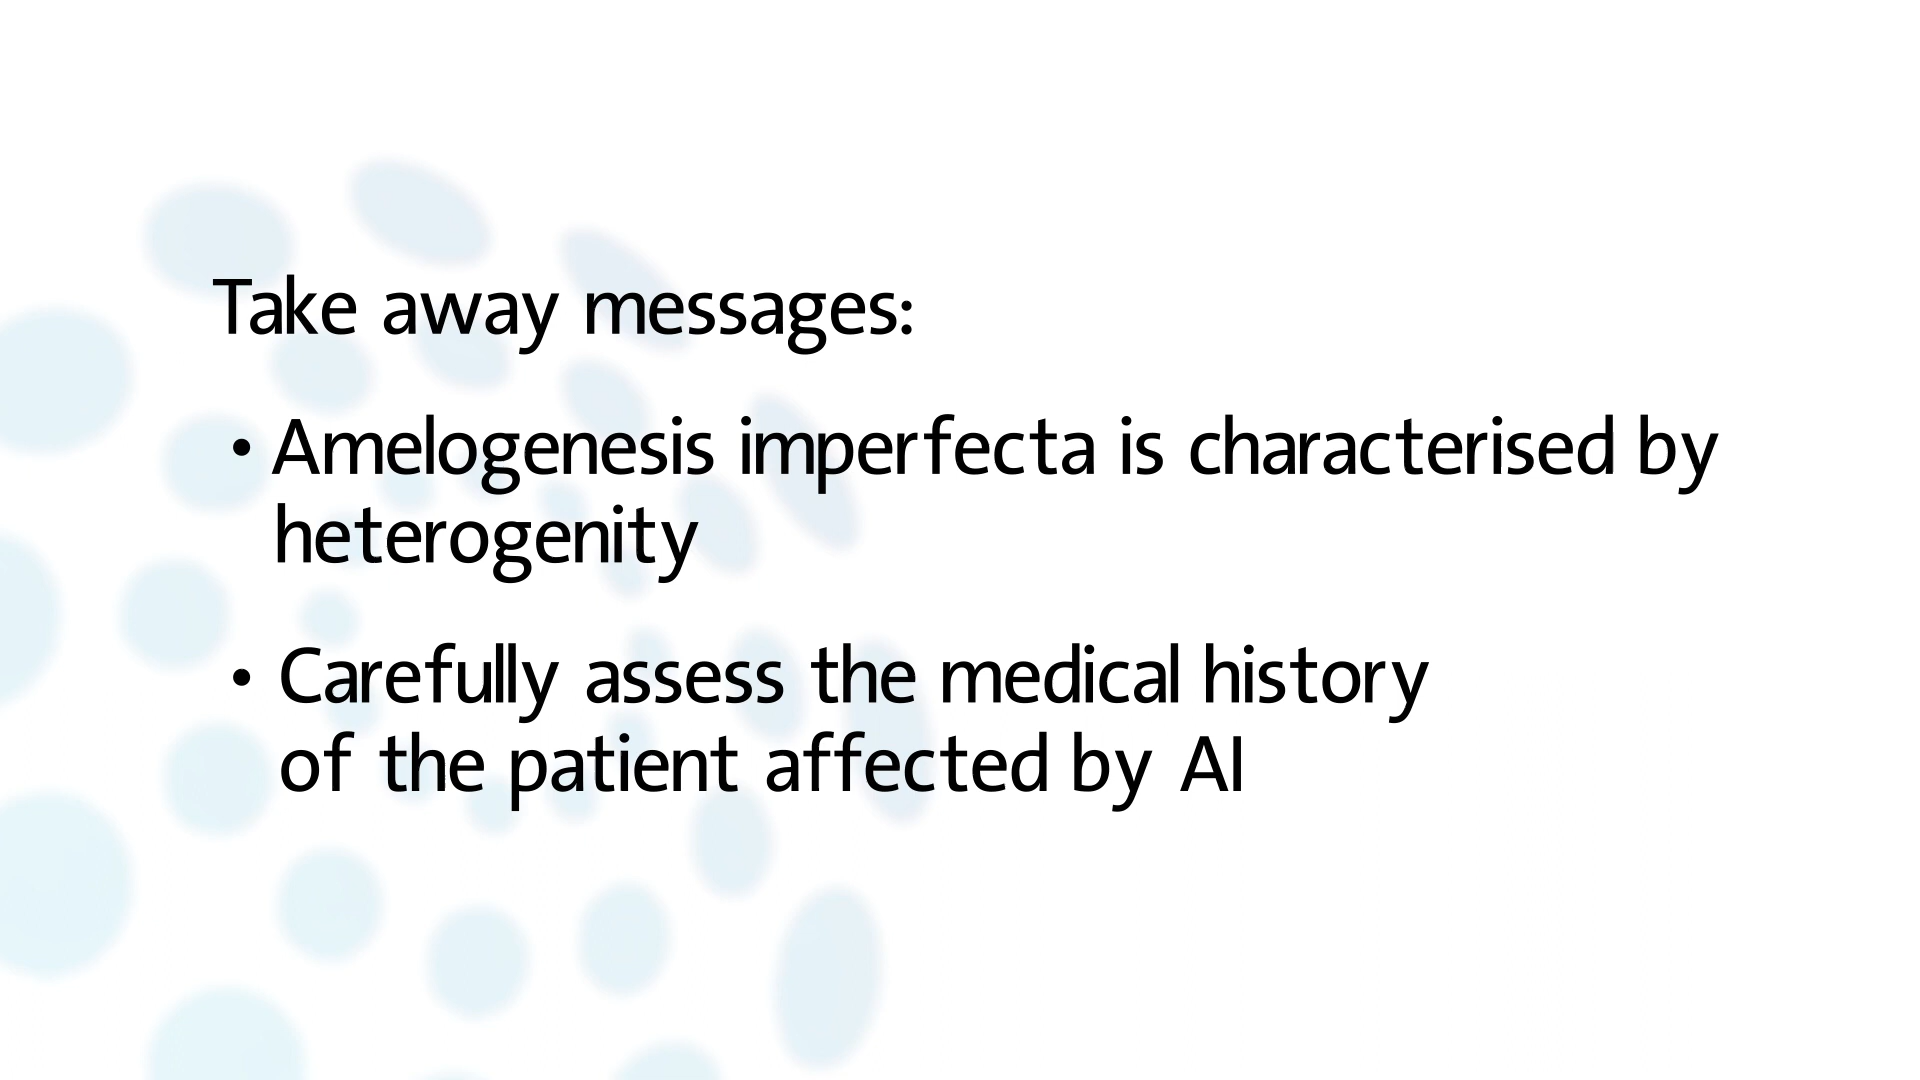 Take away messages:
• Amelogenesis imperfecta is characterised by
heterogenity
• Carefully assess the medical history
of the patient affected by AI